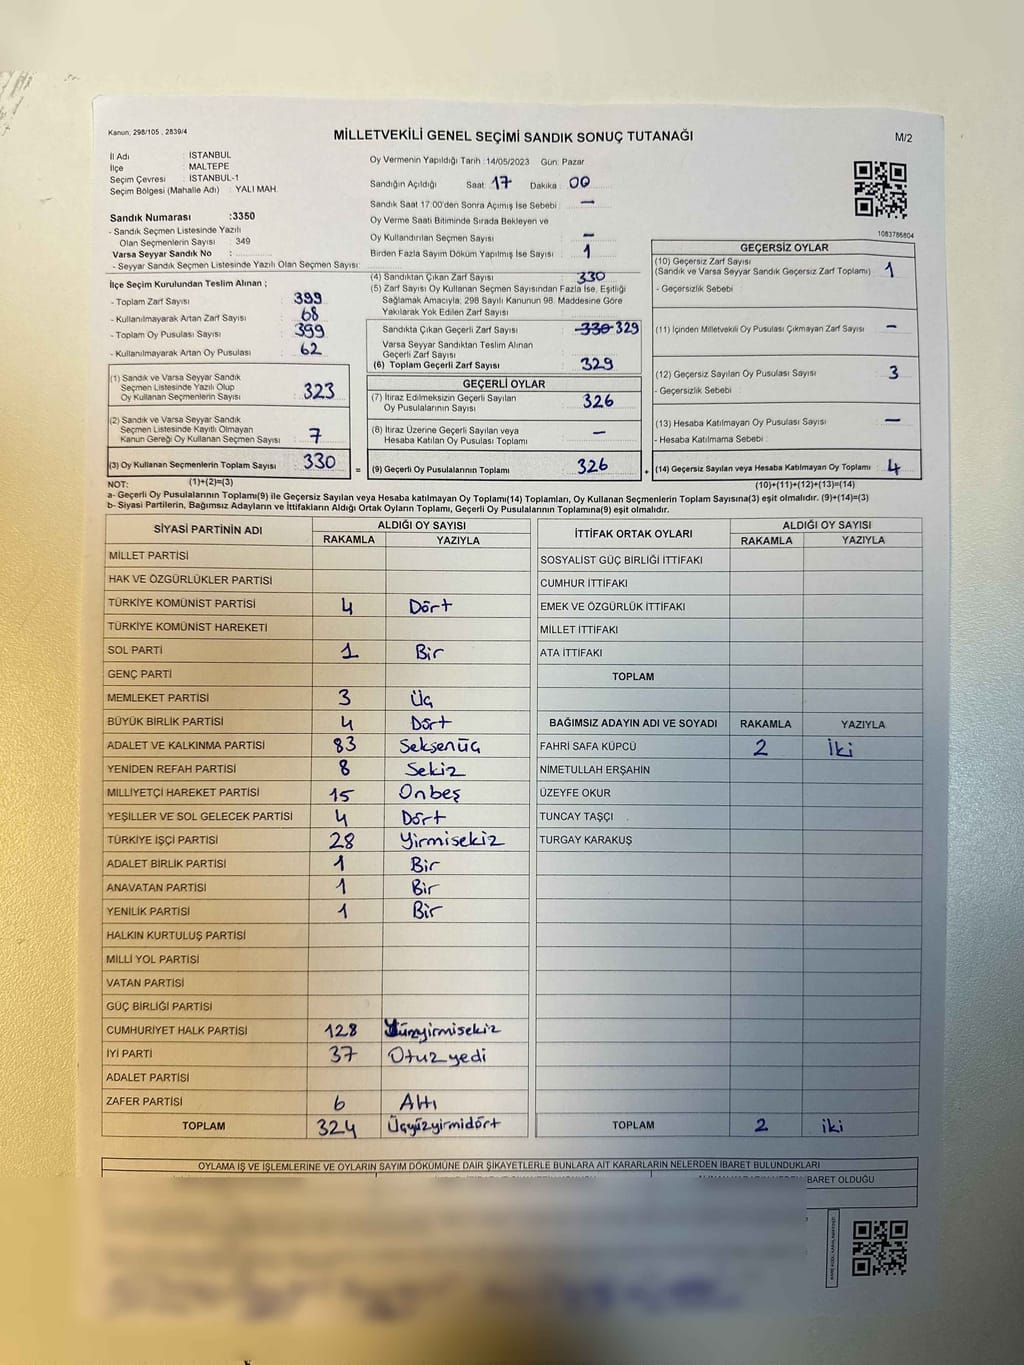 Kanun, 298/105 , 2839/4
MİLLETVEKİLİ GENEL SEÇİMİ SANDIK SONUÇ TUTANAĞI
M/2
İl Adı : İSTANBUL
İlçe : MALTEPE
Seçim Çevresi : İSTANBUL-1
Seçim Bölgesi (Mahalle Adı) : YALI MAH.
Sandık Numarası :3350
- Sandık Seçmen Listesinde Yazılı
Olan Seçmenlerin Sayısı : 349
Varsa Seyyar Sandık No :
- Seyyar Sandık Seçmen Listesinde Yazılı Olan Seçmen Sayısı:
Oy Vermenin Yapıldığı Tarih :14/05/2023 Gün: Pazar
Sandığın Açıldığı Saat: 17 Dakika: 00
Sandık Saat 17:00'den Sonra Açımış İse Sebebi : —
Oy Verme Saati Bitiminde Sırada Bekleyen ve
Oy Kullandırılan Seçmen Sayısı : —
Birden Fazla Sayım Döküm Yapılmış İse Sayısı : 1
1083786804
İlçe Seçim Kurulundan Teslim Alınan ;
- Toplam Zarf Sayısı : 399
- Kullanılmayarak Artan Zarf Sayısı : 68
- Toplam Oy Pusulası Sayısı : 399
- Kullanılmayarak Artan Oy Pusulası : 62
(1) Sandık ve Varsa Seyyar Sandık
Seçmen Listesinde Yazılı Olup
Oy Kullanan Seçmenlerin Sayısı : 323
(2) Sandık ve Varsa Seyyar Sandık
Seçmen Listesinde Kayıtlı Olmayan
Kanun Gereği Oy Kullanan Seçmen Sayısı : 7
(3) Oy Kullanan Seçmenlerin Toplam Sayısı : 330
(4) Sandıktan Çıkan Zarf Sayısı : 330
(5) Zarf Sayısı Oy Kullanan Seçmen Sayısından Fazla İse, Eşitliği
Sağlamak Amacıyla, 298 Sayılı Kanunun 98. Maddesine Göre
Yakılarak Yok Edilen Zarf Sayısı :
Sandıkta Çıkan Geçerli Zarf Sayısı : 330 329
Varsa Seyyar Sandıktan Teslim Alınan
Geçerli Zarf Sayısı :
(6) Toplam Geçerli Zarf Sayısı : 329
GEÇERLİ OYLAR
(7) İtiraz Edilmeksizin Geçerli Sayılan
Oy Pusulalarının Sayısı : 326
(8) İtiraz Üzerine Geçerli Sayılan veya
Hesaba Katılan Oy Pusulası Toplamı : —
= (9) Geçerli Oy Pusulalarının Toplamı : 326
GEÇERSİZ OYLAR
(10) Geçersiz Zarf Sayısı
(Sandık ve Varsa Seyyar Sandık Geçersiz Zarf Toplamı) : 1
- Geçersizlik Sebebi :
(11) İçinden Milletvekili Oy Pusulası Çıkmayan Zarf Sayısı : —
(12) Geçersiz Sayılan Oy Pusulası Sayısı : 3
- Geçersizlik Sebebi :
(13) Hesaba Katılmayan Oy Pusulası Sayısı : —
- Hesaba Katılmama Sebebi :
+ (14) Geçersiz Sayılan veya Hesaba Katılmayan Oy Toplamı : 4
NOT: (1)+(2)=(3) (10)+(11)+(12)+(13)=(14)
a- Geçerli Oy Pusulalarının Toplamı(9) ile Geçersiz Sayılan veya Hesaba katılmayan Oy Toplamı(14) Toplamları, Oy Kullanan Seçmenlerin Toplam Sayısına(3) eşit olmalıdır. (9)+(14)=(3)
b- Siyasi Partilerin, Bağımsız Adayların ve İttifakların Aldığı Ortak Oyların Toplamı, Geçerli Oy Pusulalarının Toplamına(9) eşit olmalıdır.
SİYASİ PARTİNİN ADI ALDIĞI OY SAYISI
RAKAMLA YAZIYLA
MİLLET PARTİSİ
HAK VE ÖZGÜRLÜKLER PARTİSİ
TÜRKİYE KOMÜNİST PARTİSİ 4 Dört
TÜRKİYE KOMÜNİST HAREKETİ
SOL PARTİ 1 Bir
GENÇ PARTİ
MEMLEKET PARTİSİ 3 Üç
BÜYÜK BİRLİK PARTİSİ 4 Dört
ADALET VE KALKINMA PARTİSİ 83 Seksenüç
YENİDEN REFAH PARTİSİ 8 Sekiz
MİLLİYETÇİ HAREKET PARTİSİ 15 Onbeş
YEŞİLLER VE SOL GELECEK PARTİSİ 4 Dört
TÜRKİYE İŞÇİ PARTİSİ 28 Yirmisekiz
ADALET BİRLİK PARTİSİ 1 Bir
ANAVATAN PARTİSİ 1 Bir
YENİLİK PARTİSİ 1 Bir
HALKIN KURTULUŞ PARTİSİ
MİLLİ YOL PARTİSİ
VATAN PARTİSİ
GÜÇ BİRLİĞİ PARTİSİ
CUMHURİYET HALK PARTİSİ 128 Yüzyirmisekiz
İYİ PARTİ 37 Otuzyedi
ADALET PARTİSİ
ZAFER PARTİSİ 6 Altı
TOPLAM 324 Üçyüzyirmidört
İTTİFAK ORTAK OYLARI ALDIĞI OY SAYISI
RAKAMLA YAZIYLA
SOSYALİST GÜÇ BİRLİĞİ İTTİFAKI
CUMHUR İTTİFAKI
EMEK VE ÖZGÜRLÜK İTTİFAKI
MİLLET İTTİFAKI
ATA İTTİFAKI
TOPLAM
BAĞIMSIZ ADAYIN ADI VE SOYADI RAKAMLA YAZIYLA
FAHRİ SAFA KÜPCÜ 2 İki
NİMETULLAH ERŞAHİN
ÜZEYFE OKUR
TUNCAY TAŞÇI
TURGAY KARAKUŞ
TOPLAM 2 iki
OYLAMA İŞ VE İŞLEMLERİNE VE OYLARIN SAYIM DÖKÜMÜNE DAİR ŞİKAYETLERLE BUNLARA AİT KARARLARIN NELERDEN İBARET BULUNDUKLARI
BARET OLDUĞU